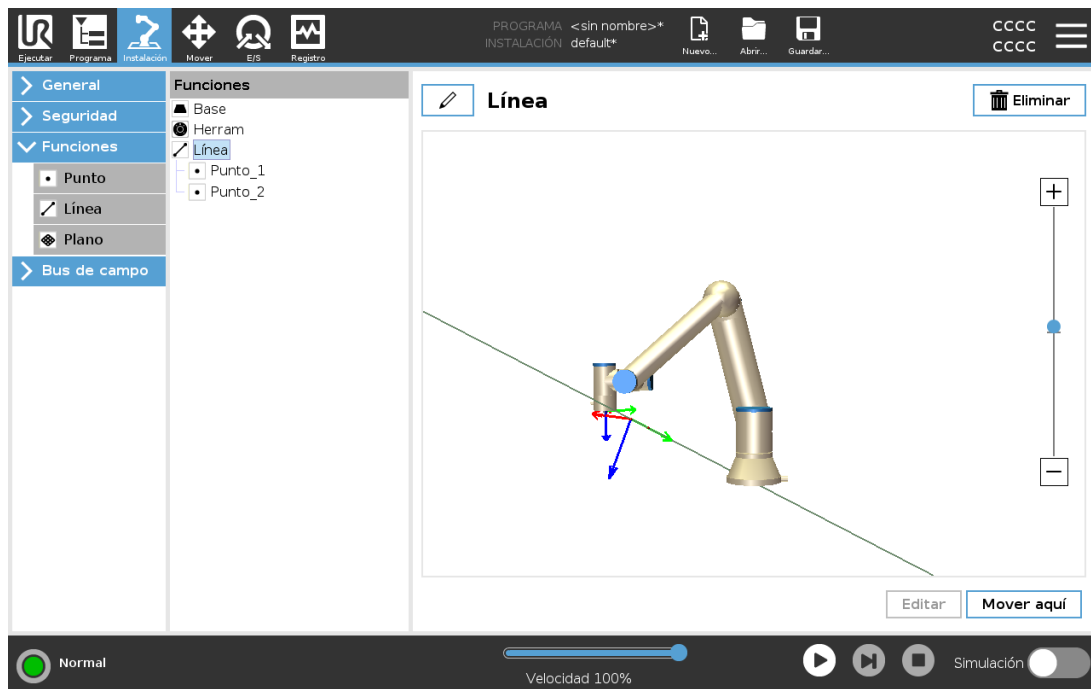 UR
Ejecutar
Programa
Instalación
Mover
E/S
Registro
PROGRAMA <sin nombre>*
INSTALACIÓN default*
Nuevo...
Abrir...
Guardar...
CCCC
CCCC
General
Seguridad
Funciones
Punto
Línea
Plano
Bus de campo
Funciones
Base
Herram
Línea
Punto_1
Punto_2
Línea
Eliminar
Editar
Mover aquí
Normal
Velocidad 100%
Simulación